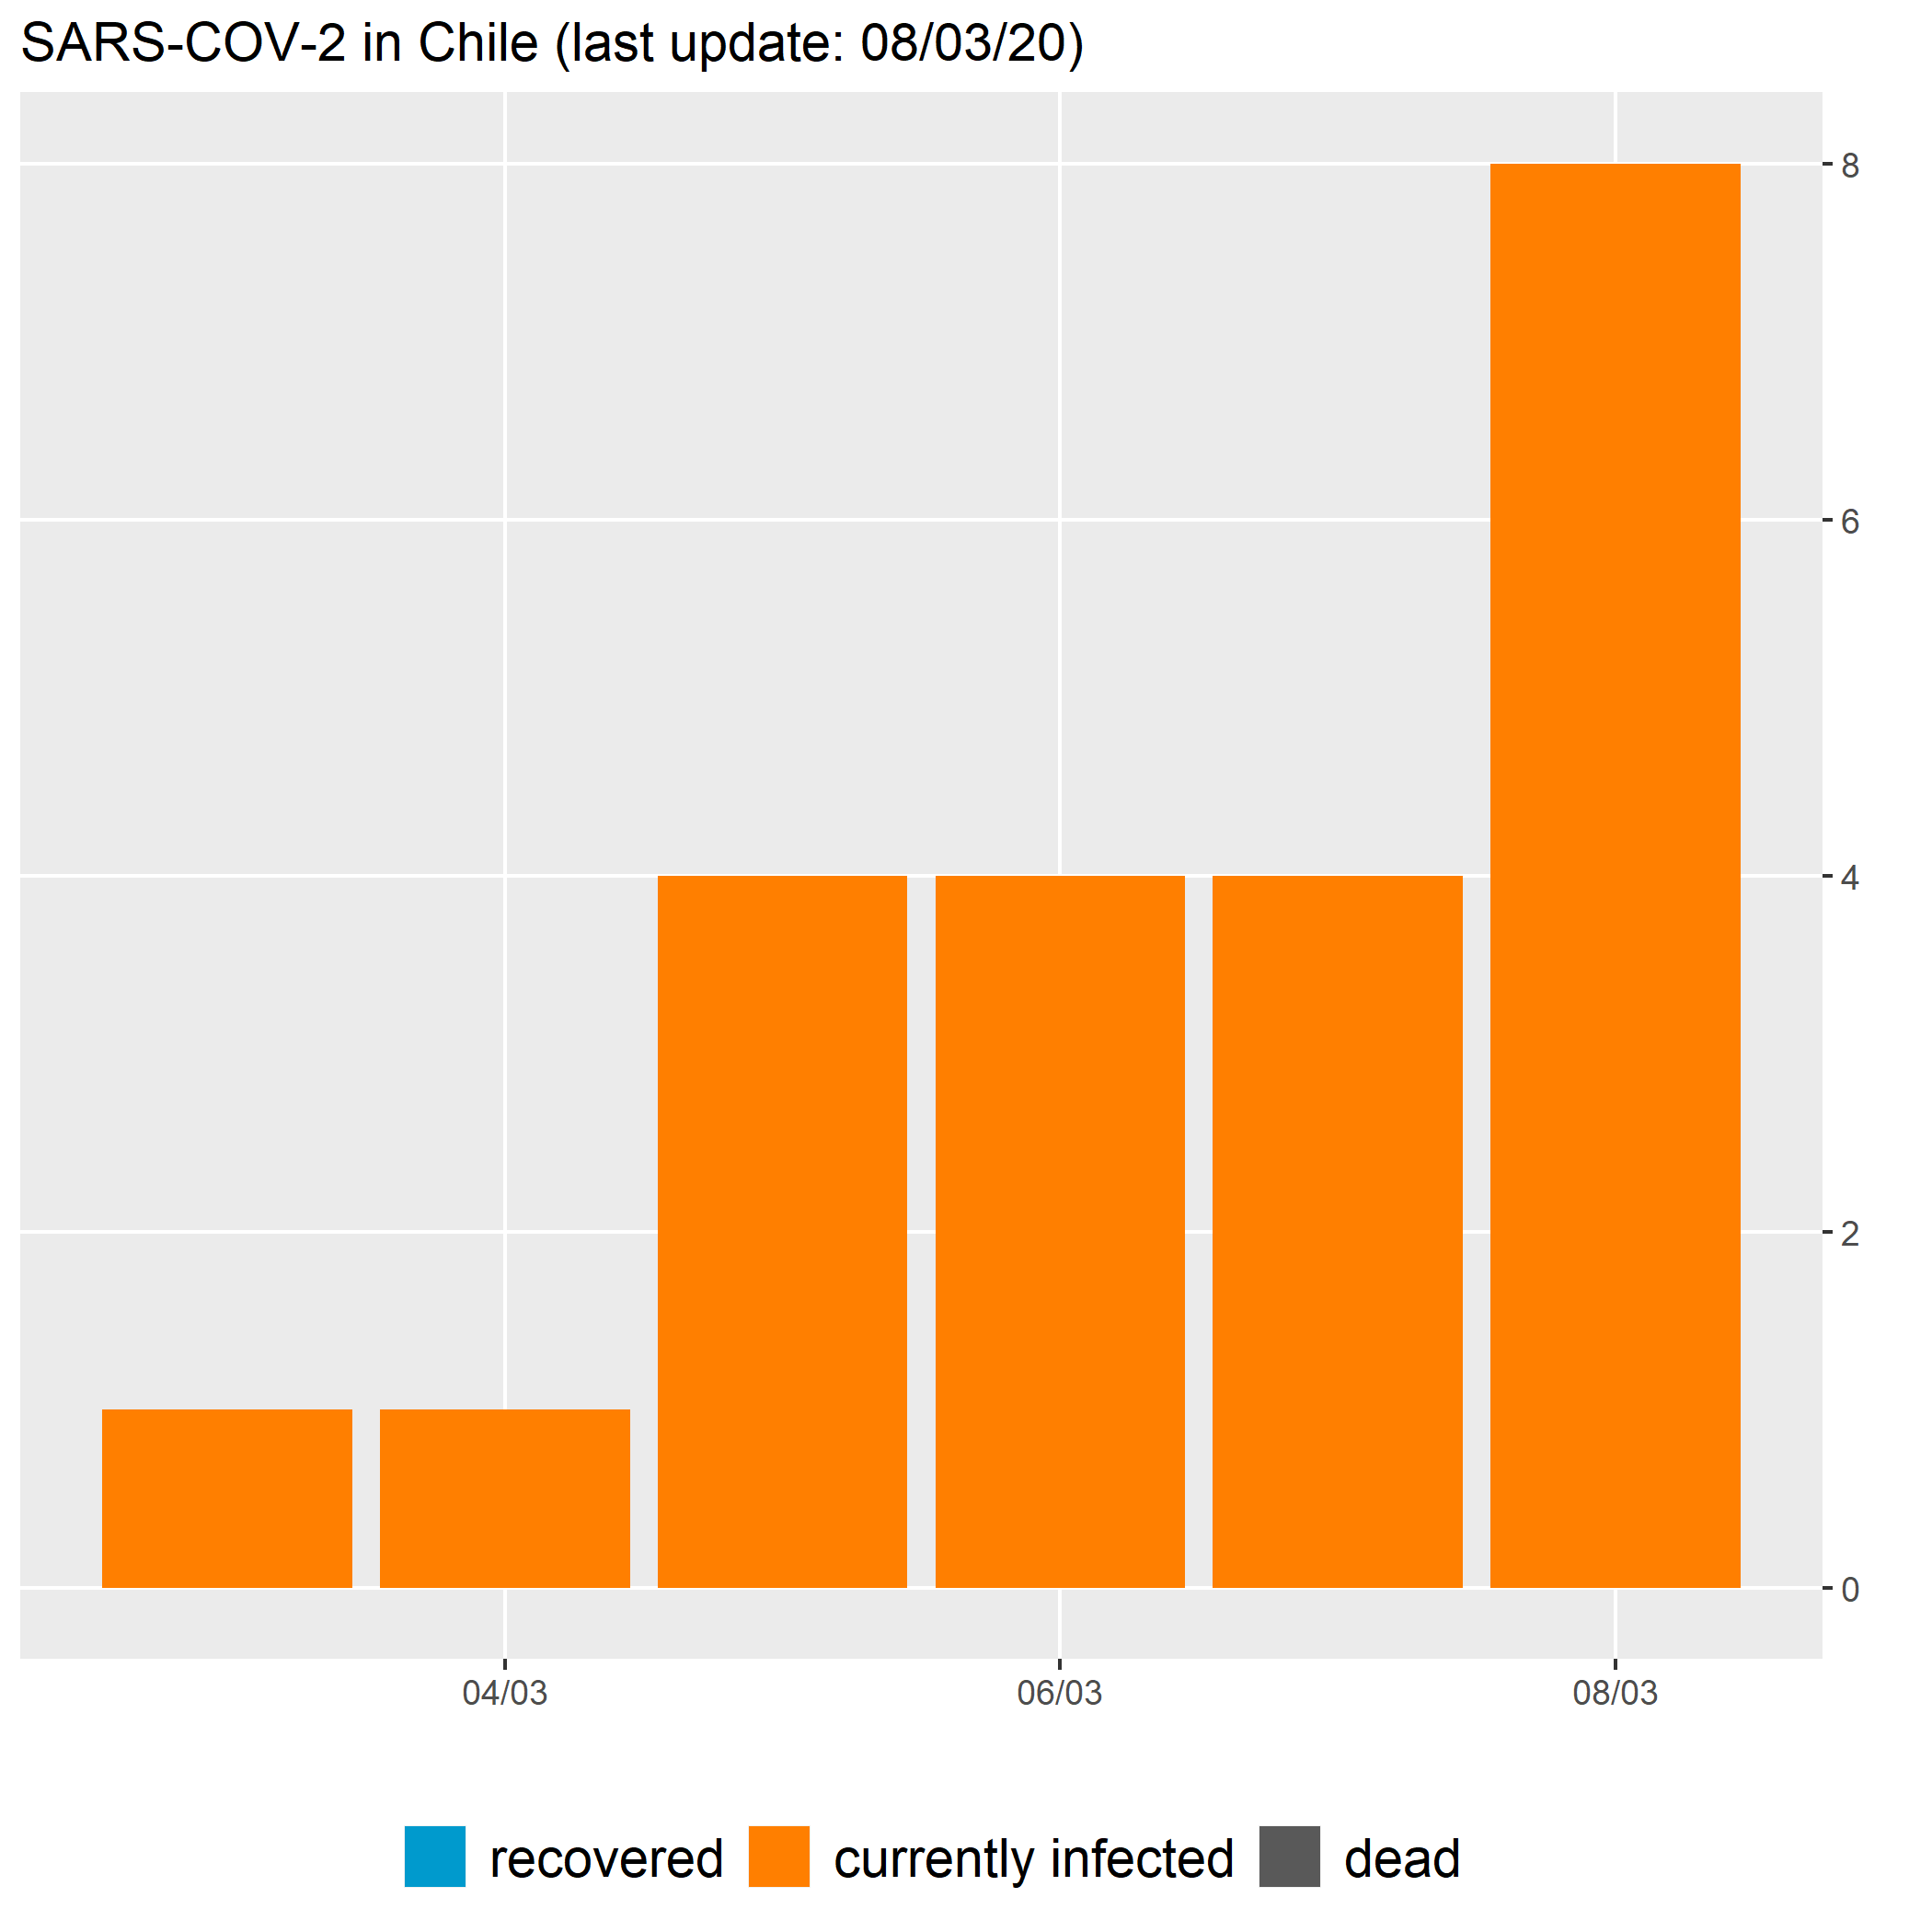 SARS-COV-2 in Chile (last update: 08/03/20)
8
6
4
2
0
04/03 06/03 08/03
recovered currently infected dead